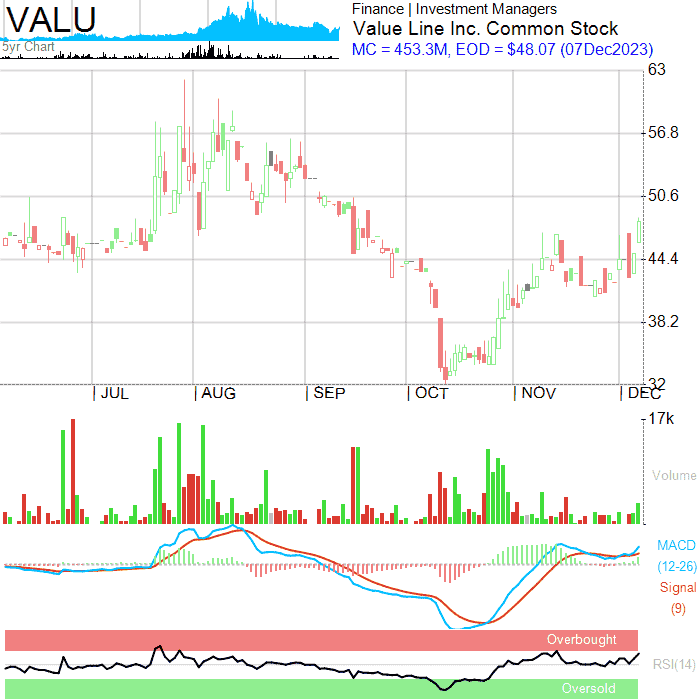 VALU
5yr Chart
Finance | Investment Managers
Value Line Inc. Common Stock
MC = 453.3M, EOD = $48.07 (07Dec2023)
63
56.8
50.6
44.4
38.2
32
JUL AUG SEP OCT NOV DEC
17k
Volume
MACD
(12-26)
Signal
(9)
Overbought
RSI(14)
Oversold